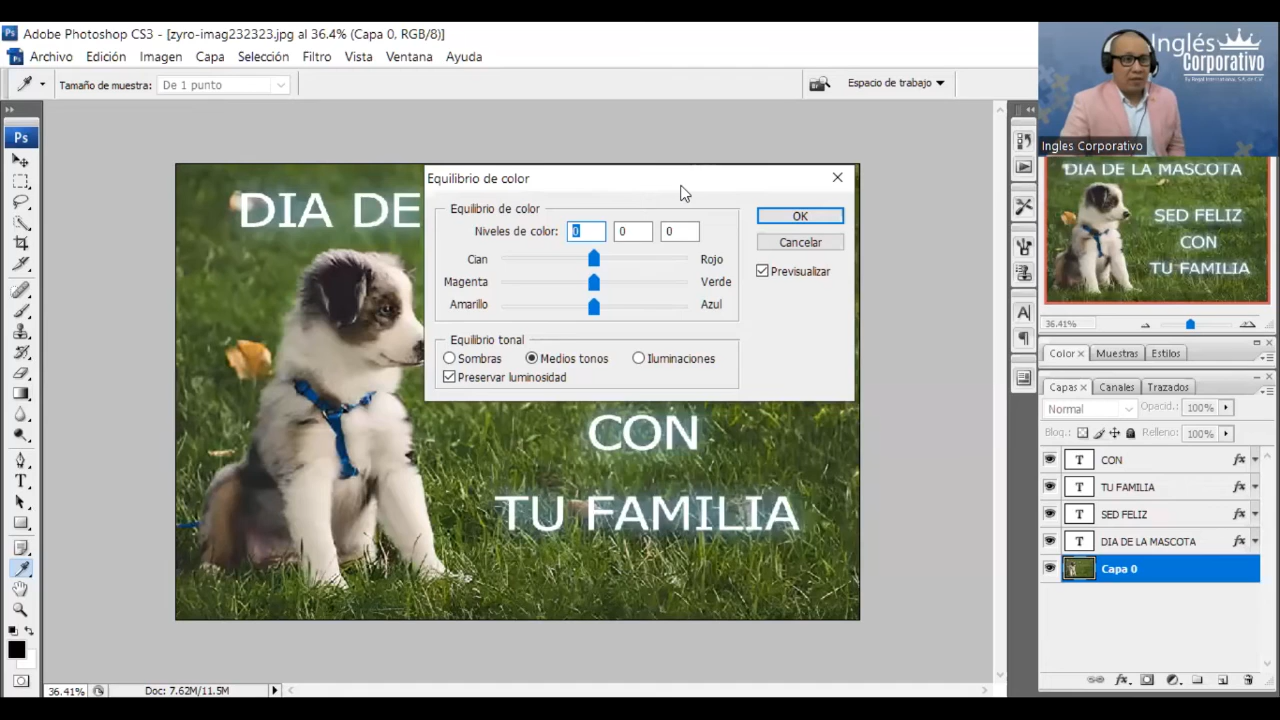 Adobe Photoshop CS3 - [zyro-imag232323.jpg al 36.4% (Capa 0, RGB/8)]
Archivo Edición Imagen Capa Selección Filtro Vista Ventana Ayuda
Tamaño de muestra: De 1 punto
Espacio de trabajo
Ps
DIA DE
CON
TU FAMILIA
Equilibrio de color
Equilibrio de color
Niveles de color: 0 0 0
Cian Rojo
Magenta Verde
Amarillo Azul
Equilibrio tonal
Sombras Medios tonos Iluminaciones
Preservar luminosidad
OK
Cancelar
Previsualizar
Inglés
Corporativo
Ingles Corporativo
DIA DE LA MASCOTA
SED FELIZ
CON
TU FAMILIA
36.41%
Color × Muestras Estilos
Capas × Canales Trazados
Normal Opacid.: 100%
Bloq.: Relleno: 100%
T CON fx
T TU FAMILIA fx
T SED FELIZ fx
T DIA DE LA MASCOTA fx
Capa 0
36.41% Doc: 7.62M/11.5M